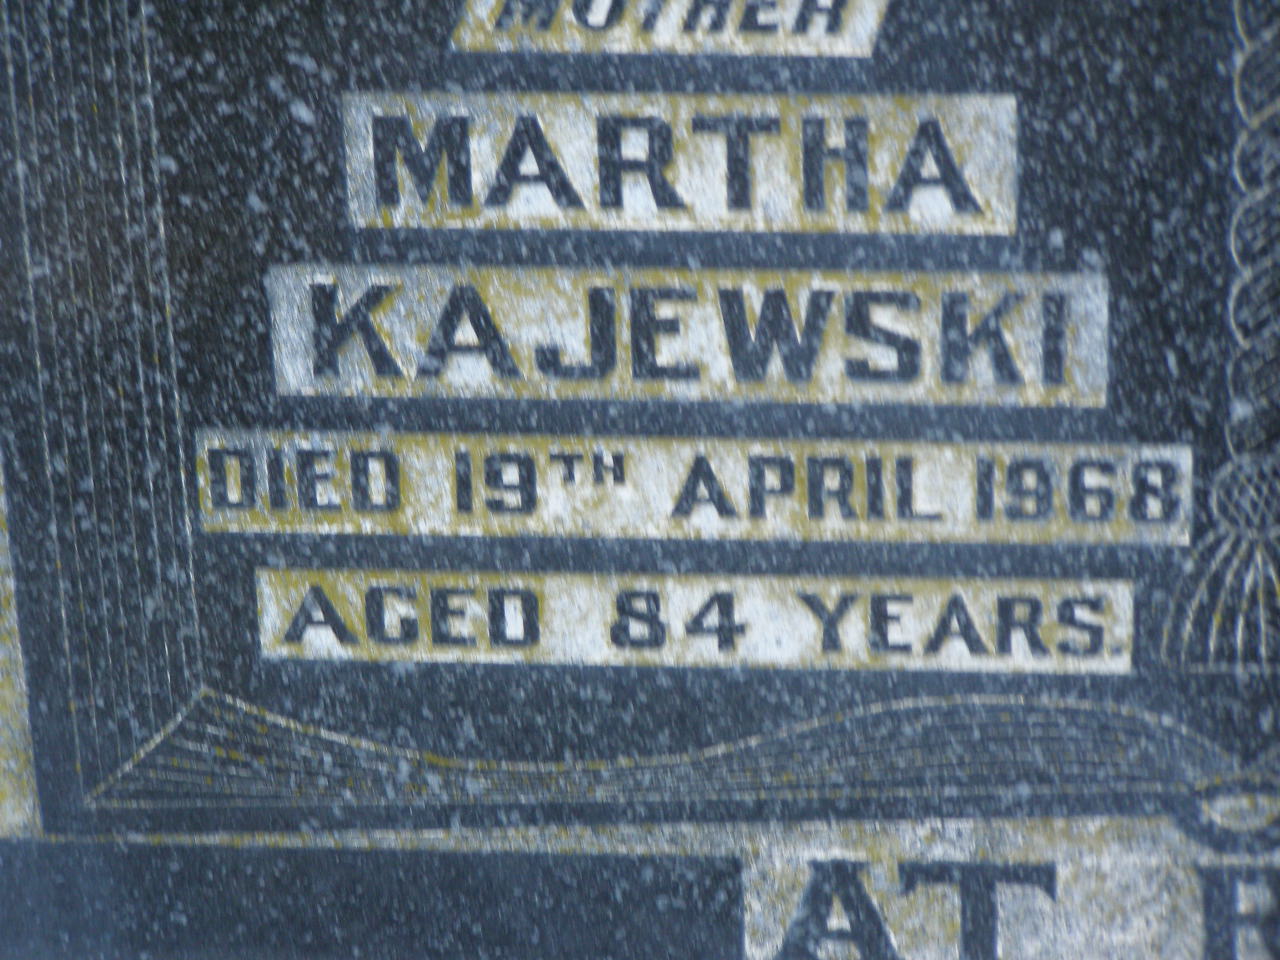 MOTHER
MARTHA
KAJEWSKI
DIED 19TH APRIL 1968
AGED 84 YEARS.
AT